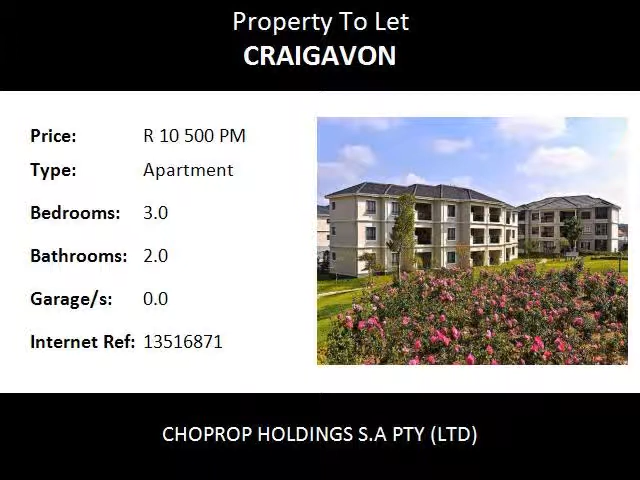 Property To Let
CRAIGAVON
Price: R 10 500 PM
Type: Apartment
Bedrooms: 3.0
Bathrooms: 2.0
Garage/s: 0.0
Internet Ref: 13516871
CHOPROP HOLDINGS S.A PTY (LTD)